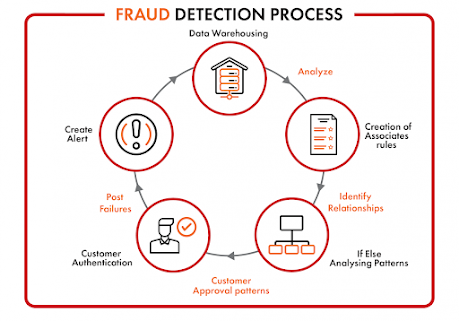 FRAUD DETECTION PROCESS
Data Warehousing
Analyze
Creation of
Associates
rules
Identify
Relationships
If Else
Analysing Patterns
Customer
Approval patterns
Customer
Authentication
Post
Failures
Create
Alert